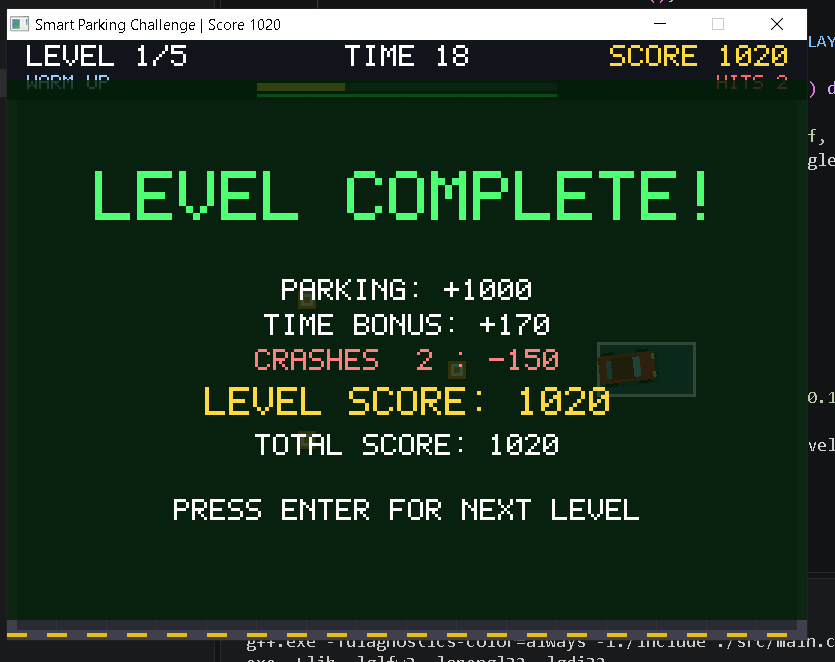 Smart Parking Challenge | Score 1020
LEVEL 1/5 TIME 18 SCORE 1020
WARM UP HITS 2
LEVEL COMPLETE!
PARKING: +1000
TIME BONUS: +170
CRASHES 2 : -150
LEVEL SCORE: 1020
TOTAL SCORE: 1020
PRESS ENTER FOR NEXT LEVEL